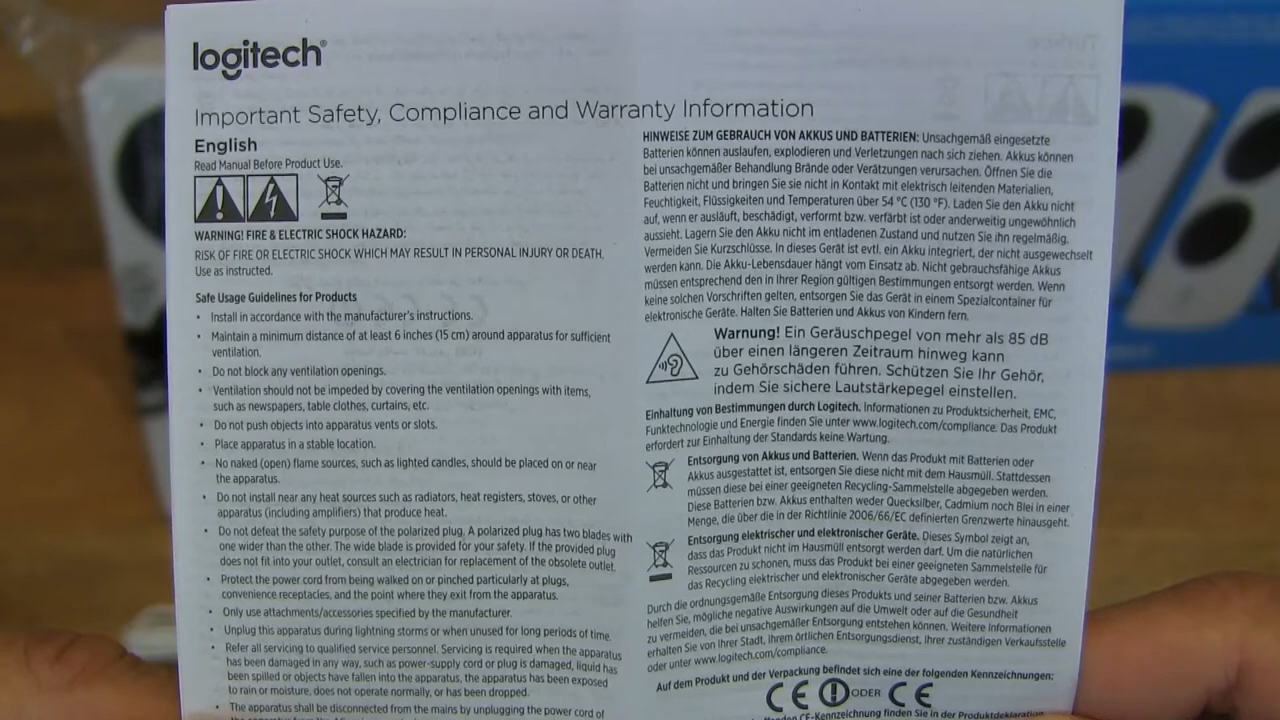 logitech®
Important Safety, Compliance and Warranty Information
English
Read Manual Before Product Use.
WARNING! FIRE & ELECTRIC SHOCK HAZARD:
RISK OF FIRE OR ELECTRIC SHOCK WHICH MAY RESULT IN PERSONAL INJURY OR DEATH.
Use as instructed.
Safe Usage Guidelines for Products
• Install in accordance with the manufacturer's instructions.
• Maintain a minimum distance of at least 6 inches (15 cm) around apparatus for sufficient
ventilation.
• Do not block any ventilation openings.
• Ventilation should not be impeded by covering the ventilation openings with items,
such as newspapers, table clothes, curtains, etc.
• Do not push objects into apparatus vents or slots.
• Place apparatus in a stable location.
• No naked (open) flame sources, such as lighted candles, should be placed on or near
the apparatus.
• Do not install near any heat sources such as radiators, heat registers, stoves, or other
apparatus (including amplifiers) that produce heat.
• Do not defeat the safety purpose of the polarized plug. A polarized plug has two blades with
one wider than the other. The wide blade is provided for your safety. If the provided plug
does not fit into your outlet, consult an electrician for replacement of the obsolete outlet.
• Protect the power cord from being walked on or pinched particularly at plugs,
convenience receptacles, and the point where they exit from the apparatus.
• Only use attachments/accessories specified by the manufacturer.
• Unplug this apparatus during lightning storms or when unused for long periods of time.
• Refer all servicing to qualified service personnel. Servicing is required when the apparatus
has been damaged in any way, such as power-supply cord or plug is damaged, liquid has
been spilled or objects have fallen into the apparatus, the apparatus has been exposed
to rain or moisture, does not operate normally, or has been dropped.
• The apparatus shall be disconnected from the mains by unplugging the power cord of
HINWEISE ZUM GEBRAUCH VON AKKUS UND BATTERIEN: Unsachgemäß eingesetzte
Batterien können auslaufen, explodieren und Verletzungen nach sich ziehen. Akkus können
bei unsachgemäßer Behandlung Brände oder Verätzungen verursachen. Öffnen Sie die
Batterien nicht und bringen Sie sie nicht in Kontakt mit elektrisch leitenden Materialien,
Feuchtigkeit, Flüssigkeiten und Temperaturen über 54 °C (130 °F). Laden Sie den Akku nicht
auf, wenn er ausläuft, beschädigt, verformt bzw. verfärbt ist oder anderweitig ungewöhnlich
aussieht. Lagern Sie den Akku nicht im entladenen Zustand und nutzen Sie ihn regelmäßig.
Vermeiden Sie Kurzschlüsse. In dieses Gerät ist evtl. ein Akku integriert, der nicht ausgewechselt
werden kann. Die Akku-Lebensdauer hängt vom Einsatz ab. Nicht gebrauchsfähige Akkus
müssen entsprechend den in Ihrer Region gültigen Bestimmungen entsorgt werden. Wenn
keine solchen Vorschriften gelten, entsorgen Sie das Gerät in einem Spezialcontainer für
elektronische Geräte. Halten Sie Batterien und Akkus von Kindern fern.
Warnung! Ein Geräuschpegel von mehr als 85 dB
über einen längeren Zeitraum hinweg kann
zu Gehörschäden führen. Schützen Sie Ihr Gehör,
indem Sie sichere Lautstärkepegel einstellen.
Einhaltung von Bestimmungen durch Logitech. Informationen zu Produktsicherheit, EMC,
Funktechnologie und Energie finden Sie unter www.logitech.com/compliance. Das Produkt
erfordert zur Einhaltung der Standards keine Wartung.
Entsorgung von Akkus und Batterien. Wenn das Produkt mit Batterien oder
Akkus ausgestattet ist, entsorgen Sie diese nicht mit dem Hausmüll. Stattdessen
müssen diese bei einer geeigneten Recycling-Sammelstelle abgegeben werden.
Diese Batterien bzw. Akkus enthalten weder Quecksilber, Cadmium noch Blei in einer
Menge, die über die in der Richtlinie 2006/66/EC definierten Grenzwerte hinausgeht.
Entsorgung elektrischer und elektronischer Geräte. Dieses Symbol zeigt an,
dass das Produkt nicht im Hausmüll entsorgt werden darf. Um die natürlichen
Ressourcen zu schonen, muss das Produkt bei einer geeigneten Sammelstelle für
das Recycling elektrischer und elektronischer Geräte abgegeben werden.
Durch die ordnungsgemäße Entsorgung dieses Produkts und seiner Batterien bzw. Akkus
helfen Sie, mögliche negative Auswirkungen auf die Umwelt oder auf die Gesundheit
zu vermeiden, die bei unsachgemäßer Entsorgung entstehen können. Weitere Informationen
erhalten Sie von Ihrer Stadt, Ihrem örtlichen Entsorgungsdienst, Ihrer zuständigen Verkaufsstelle
oder unter www.logitech.com/compliance.
Auf dem Produkt und der Verpackung befindet sich eine der folgenden Kennzeichnungen:
CE ODER CE
CE-Kennzeichnung finden Sie in der Produktdeklaration